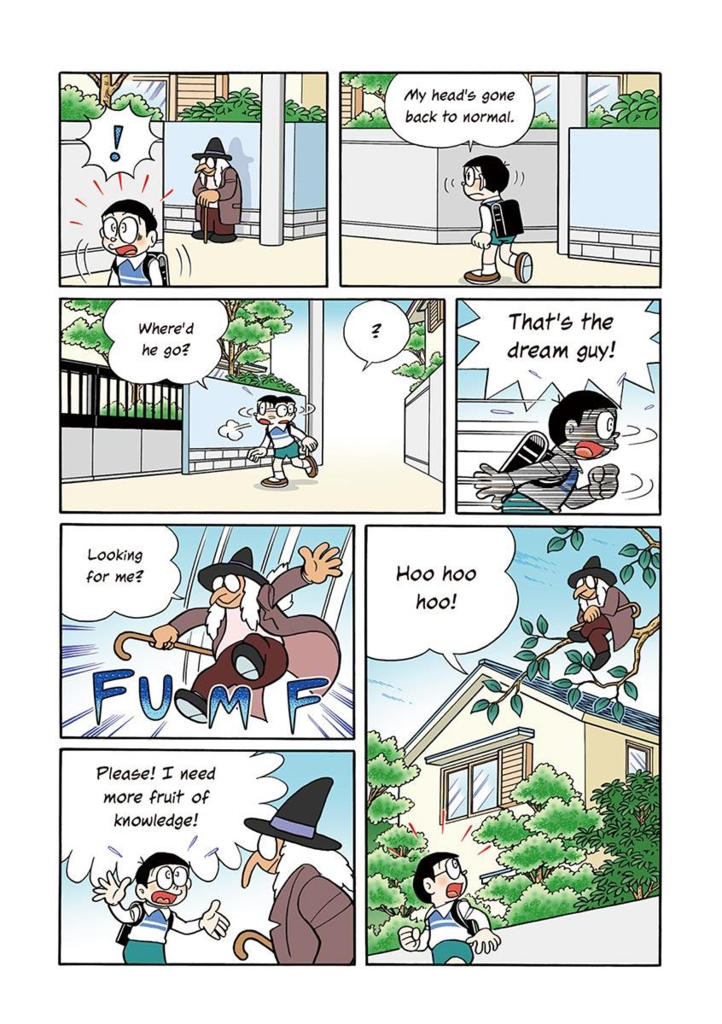 My head's gone
back to normal.
!
Where'd
he go?
?
That's the
dream guy!
Looking
for me?
FUMF
Hoo hoo
hoo!
Please! I need
more fruit of
knowledge!